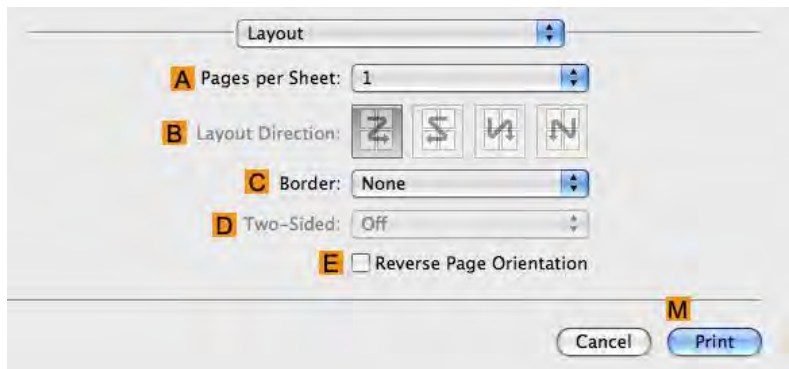 Layout
A Pages per Sheet: 1
B Layout Direction:
C Border: None
D Two-Sided: Off
E Reverse Page Orientation
M
Cancel Print